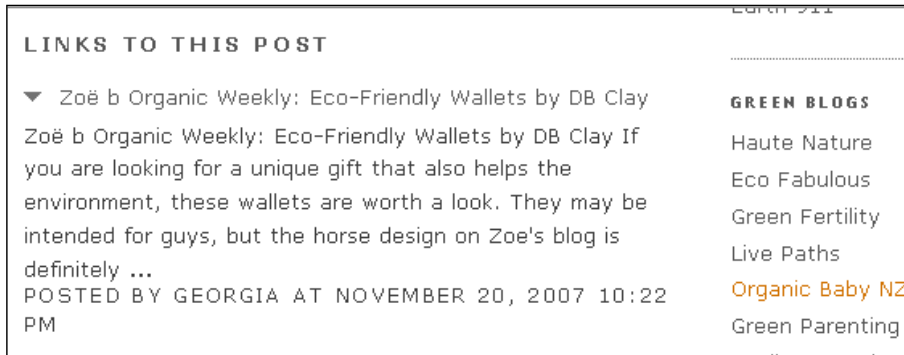 LINKS TO THIS POST
Zoë b Organic Weekly: Eco-Friendly Wallets by DB Clay
Zoë b Organic Weekly: Eco-Friendly Wallets by DB Clay If
you are looking for a unique gift that also helps the
environment, these wallets are worth a look. They may be
intended for guys, but the horse design on Zoe's blog is
definitely ...
POSTED BY GEORGIA AT NOVEMBER 20, 2007 10:22
PM
Earth 911
GREEN BLOGS
Haute Nature
Eco Fabulous
Green Fertility
Live Paths
Organic Baby NZ
Green Parenting